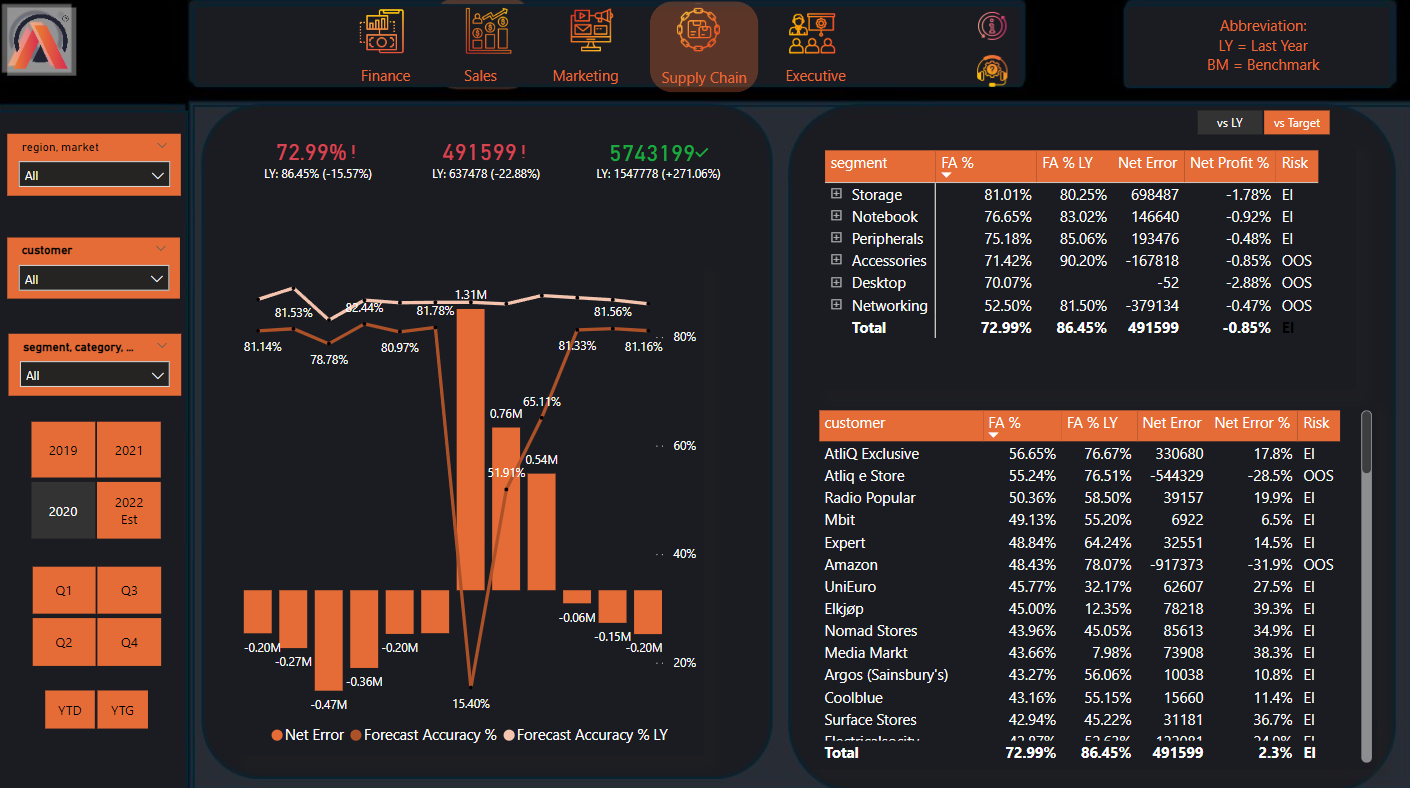 Finance
Sales
Marketing
Supply Chain
Executive
Abbreviation:
LY = Last Year
BM = Benchmark
region, market
All
customer
All
segment, category, ...
All
2019
2021
2020
2022
Est
Q1
Q3
Q2
Q4
YTD
YTG
72.99% !
LY: 86.45% (-15.57%)
491599 !
LY: 637478 (-22.88%)
5743199✓
LY: 1547778 (+271.06%)
1.31M
81.53%
82.44%
81.78%
81.56%
81.14%
78.78%
80.97%
81.33%
81.16%
80%
0.76M
65.11%
60%
51.91%
0.54M
40%
-0.20M
-0.27M
-0.47M
-0.36M
-0.20M
-0.06M
-0.15M
-0.20M
20%
15.40%
Net Error Forecast Accuracy % Forecast Accuracy % LY
vs LY
vs Target
segment FA % FA % LY Net Error Net Profit % Risk
Storage 81.01% 80.25% 698487 -1.78% EI
Notebook 76.65% 83.02% 146640 -0.92% EI
Peripherals 75.18% 85.06% 193476 -0.48% EI
Accessories 71.42% 90.20% -167818 -0.85% OOS
Desktop 70.07% -52 -2.88% OOS
Networking 52.50% 81.50% -379134 -0.47% OOS
Total 72.99% 86.45% 491599 -0.85% EI
customer FA % FA % LY Net Error Net Error % Risk
AtliQ Exclusive 56.65% 76.67% 330680 17.8% EI
Atliq e Store 55.24% 76.51% -544329 -28.5% OOS
Radio Popular 50.36% 58.50% 39157 19.9% EI
Mbit 49.13% 55.20% 6922 6.5% EI
Expert 48.84% 64.24% 32551 14.5% EI
Amazon 48.43% 78.07% -917373 -31.9% OOS
UniEuro 45.77% 32.17% 62607 27.5% EI
Elkjøp 45.00% 12.35% 78218 39.3% EI
Nomad Stores 43.96% 45.05% 85613 34.9% EI
Media Markt 43.66% 7.98% 73908 38.3% EI
Argos (Sainsbury's) 43.27% 56.06% 10038 10.8% EI
Coolblue 43.16% 55.15% 15660 11.4% EI
Surface Stores 42.94% 45.22% 31181 36.7% EI
Total 72.99% 86.45% 491599 2.3% EI